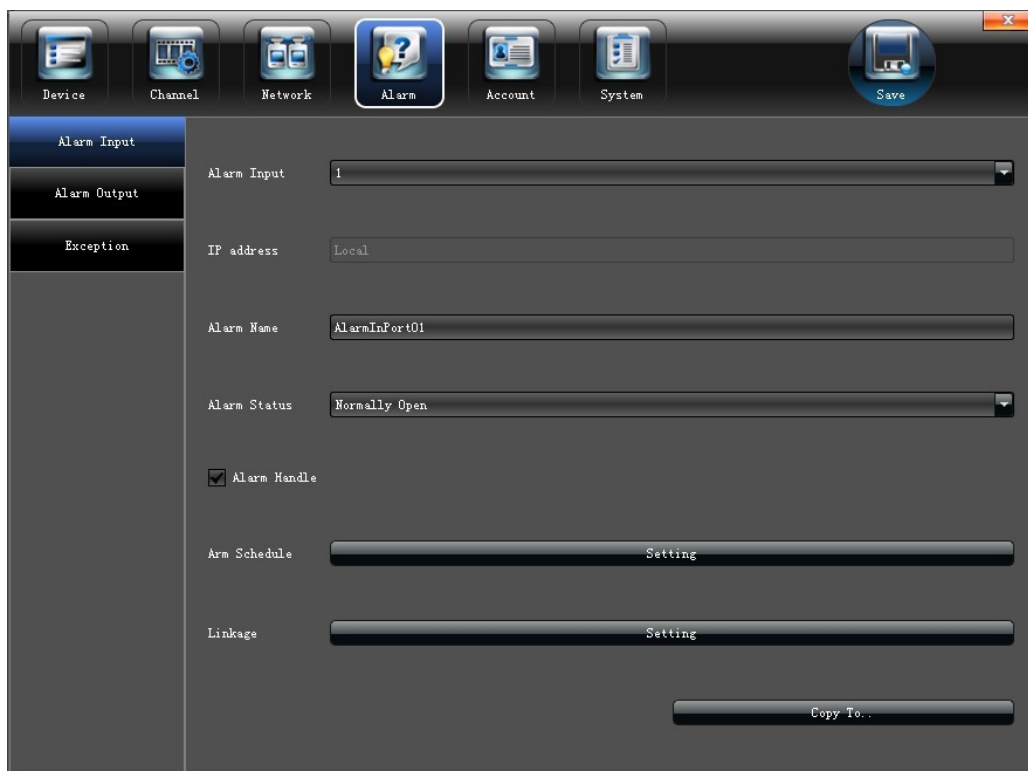 Device Channel Network Alarm Account System Save
Alarm Input
Alarm Output
Exception
Alarm Input 1
IP address Local
Alarm Name AlarmInPort01
Alarm Status Normally Open
Alarm Handle
Arm Schedule Setting
Linkage Setting
Copy To..